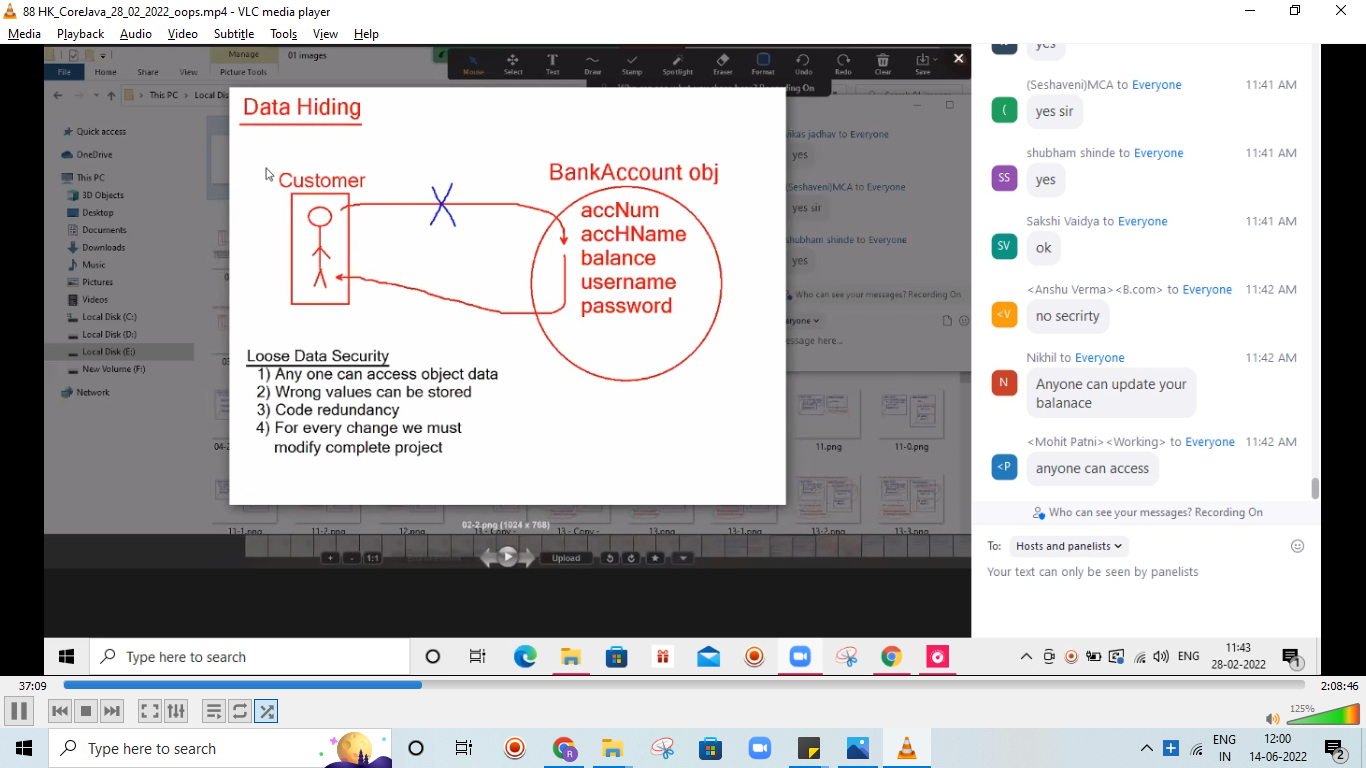 88 HK_CoreJava_28_02_2022_oops.mp4 - VLC media player
Media Playback Audio Video Subtitle Tools View Help
Manage 01 images
File Home Share View Picture Tools
Mouse Select Text Draw Stamp Spotlight Eraser Format Undo Redo Clear Save
This PC Local Dis
Quick access
OneDrive
This PC
3D Objects
Desktop
Documents
Downloads
Music
Pictures
Videos
Local Disk (C:)
Local Disk (D:)
Local Disk (E:)
New Volume (F:)
Network
Data Hiding
Customer
BankAccount obj
accNum
accHName
balance
username
password
Loose Data Security
1) Any one can access object data
2) Wrong values can be stored
3) Code redundancy
4) For every change we must
modify complete project
vikas jadhav to Everyone
yes
(Seshaveni)MCA to Everyone
yes sir
shubham shinde to Everyone
yes
Who can see your messages? Recording On
eryone
essage here...
11.png 11-0.png
11-1.png 11-2.png 12.png 13 - Copy - 13 - Copy 13.png 13-1.png 13-2.png 13-3.png
02-2.png (1024 x 768)
1:1 Upload
yes
(Seshaveni)MCA to Everyone 11:41 AM
( yes sir
shubham shinde to Everyone 11:41 AM
SS yes
Sakshi Vaidya to Everyone 11:41 AM
SV ok
<Anshu Verma><B.com> to Everyone 11:42 AM
<V no secrirty
Nikhil to Everyone 11:42 AM
N Anyone can update your
balanace
<Mohit Patni><Working> to Everyone 11:42 AM
<P anyone can access
Who can see your messages? Recording On
To: Hosts and panelists
Your text can only be seen by panelists
Type here to search
ENG
11:43
28-02-2022
1
37:09 2:08:46
125%
Type here to search
R
ENG
IN
12:00
14-06-2022
2